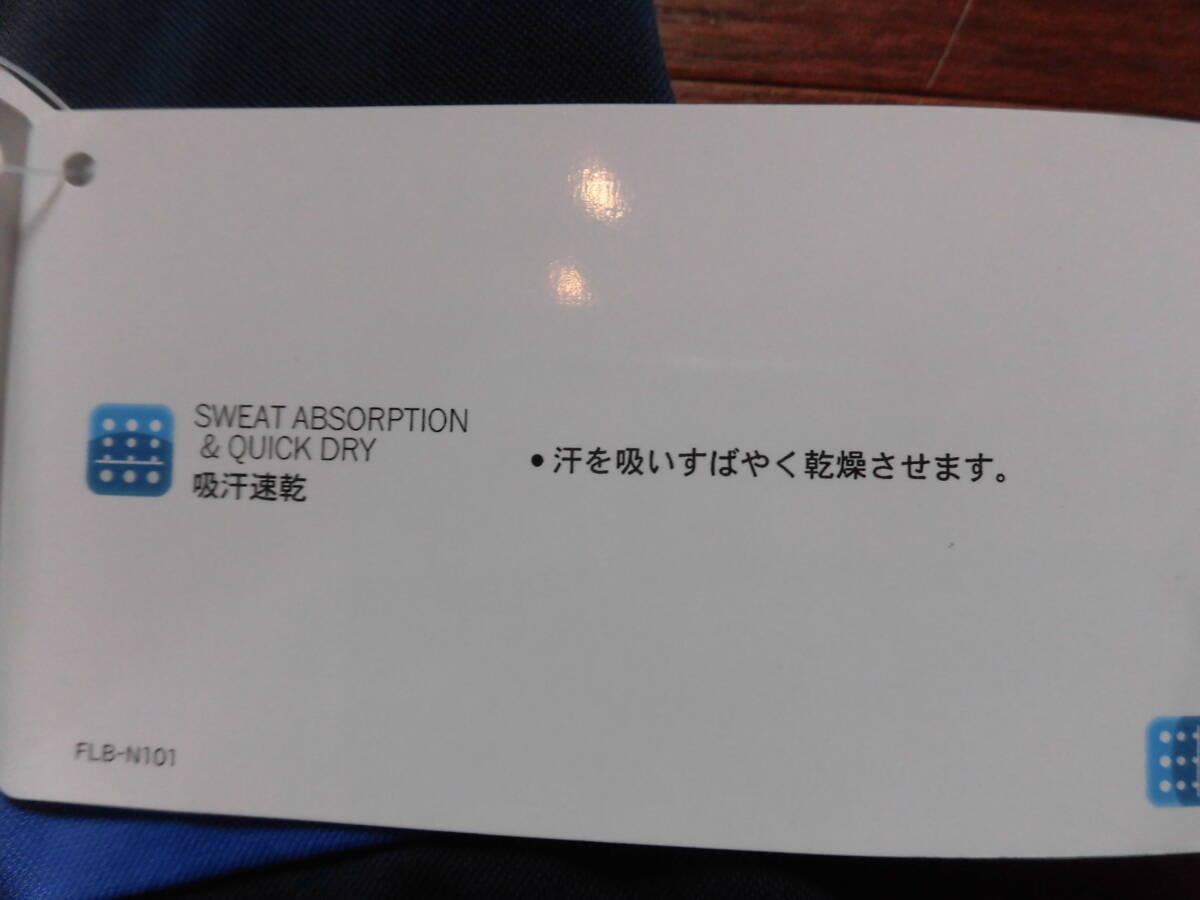 SWEAT ABSORPTION
& QUICK DRY
吸汗速乾
•汗を吸いすばやく乾燥させます。
FLB-N101